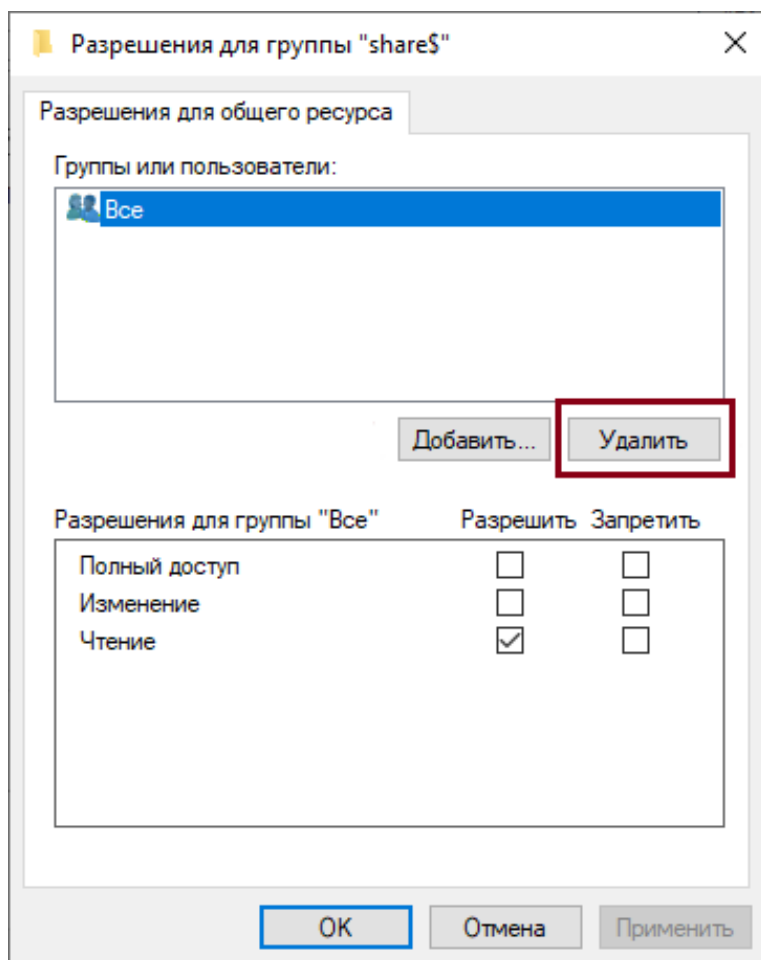 Разрешения для группы "share$"
Разрешения для общего ресурса
Группы или пользователи:
Все
Добавить...
Удалить
Разрешения для группы "Все" Разрешить Запретить
Полный доступ
Изменение
Чтение
ОК Отмена Применить